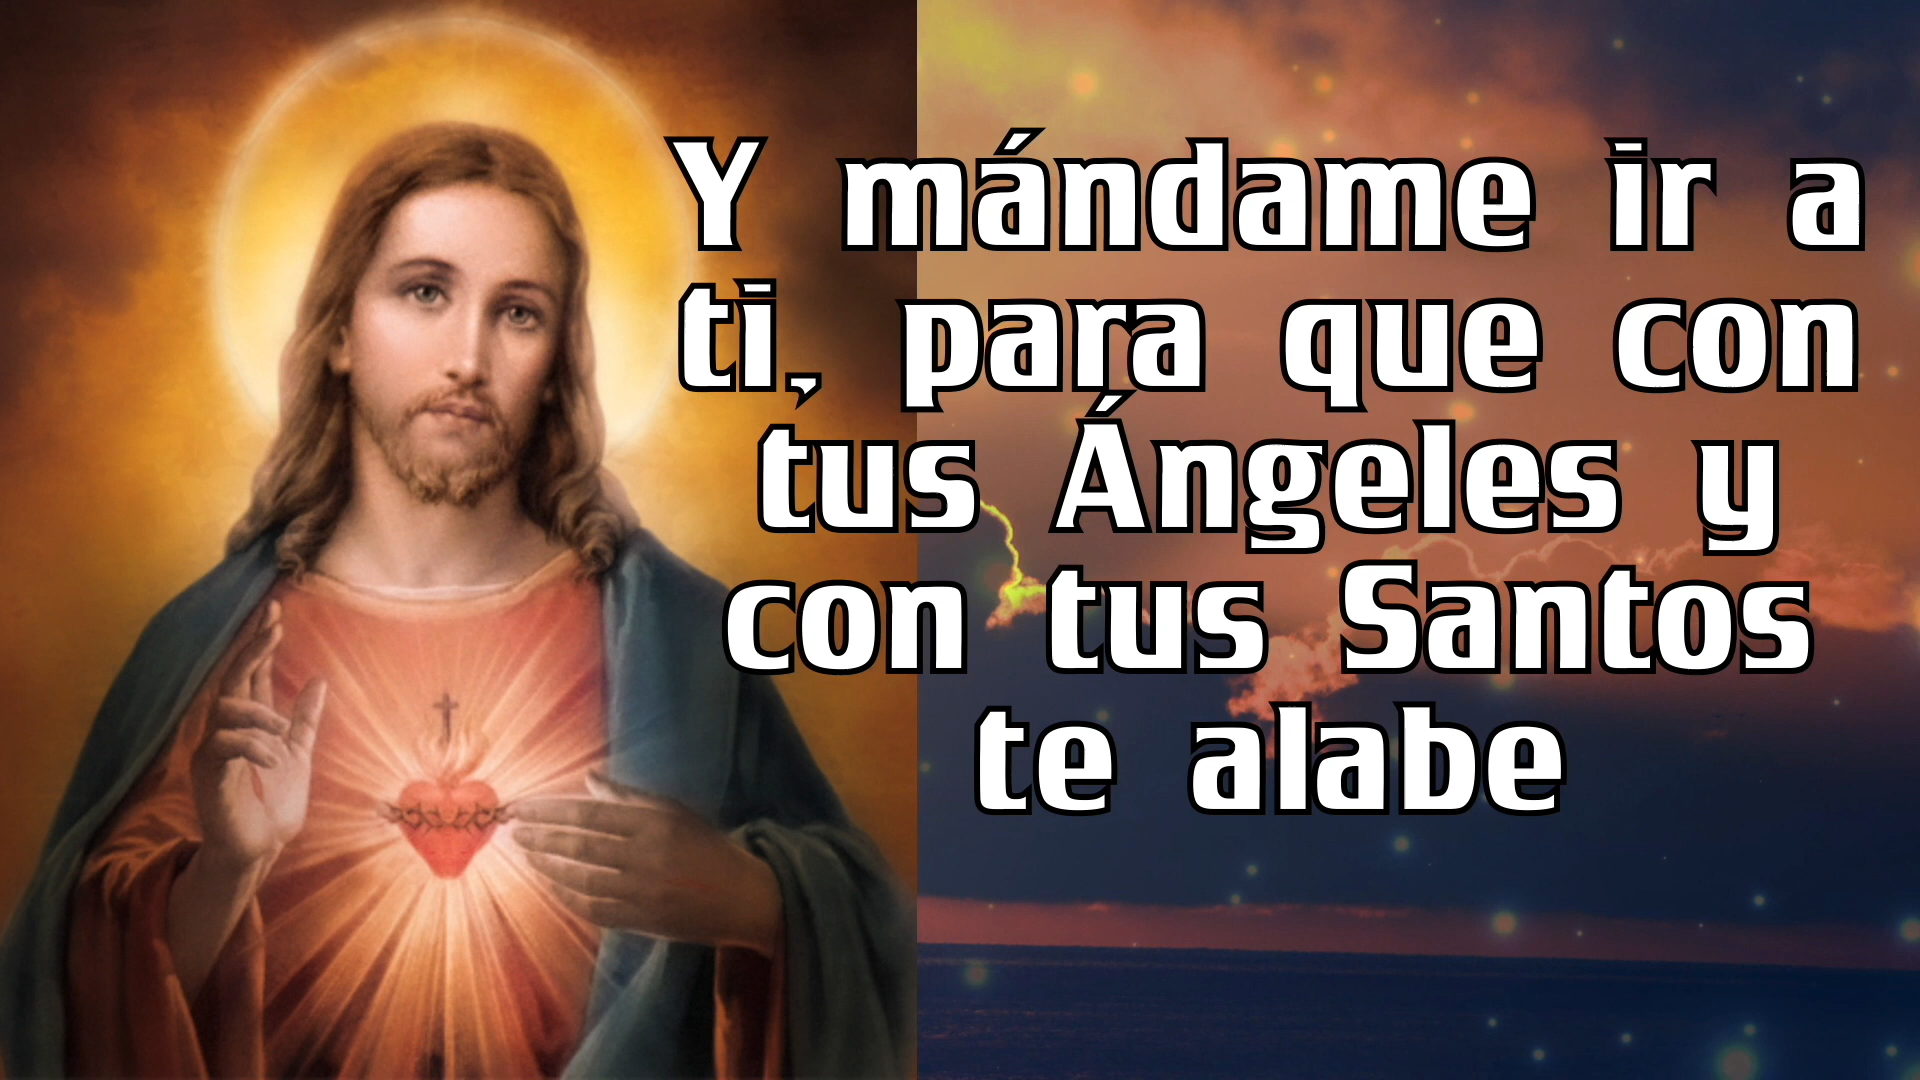 Y mándame ir a
ti, para que con
tus Ángeles y
con tus Santos
te alabe